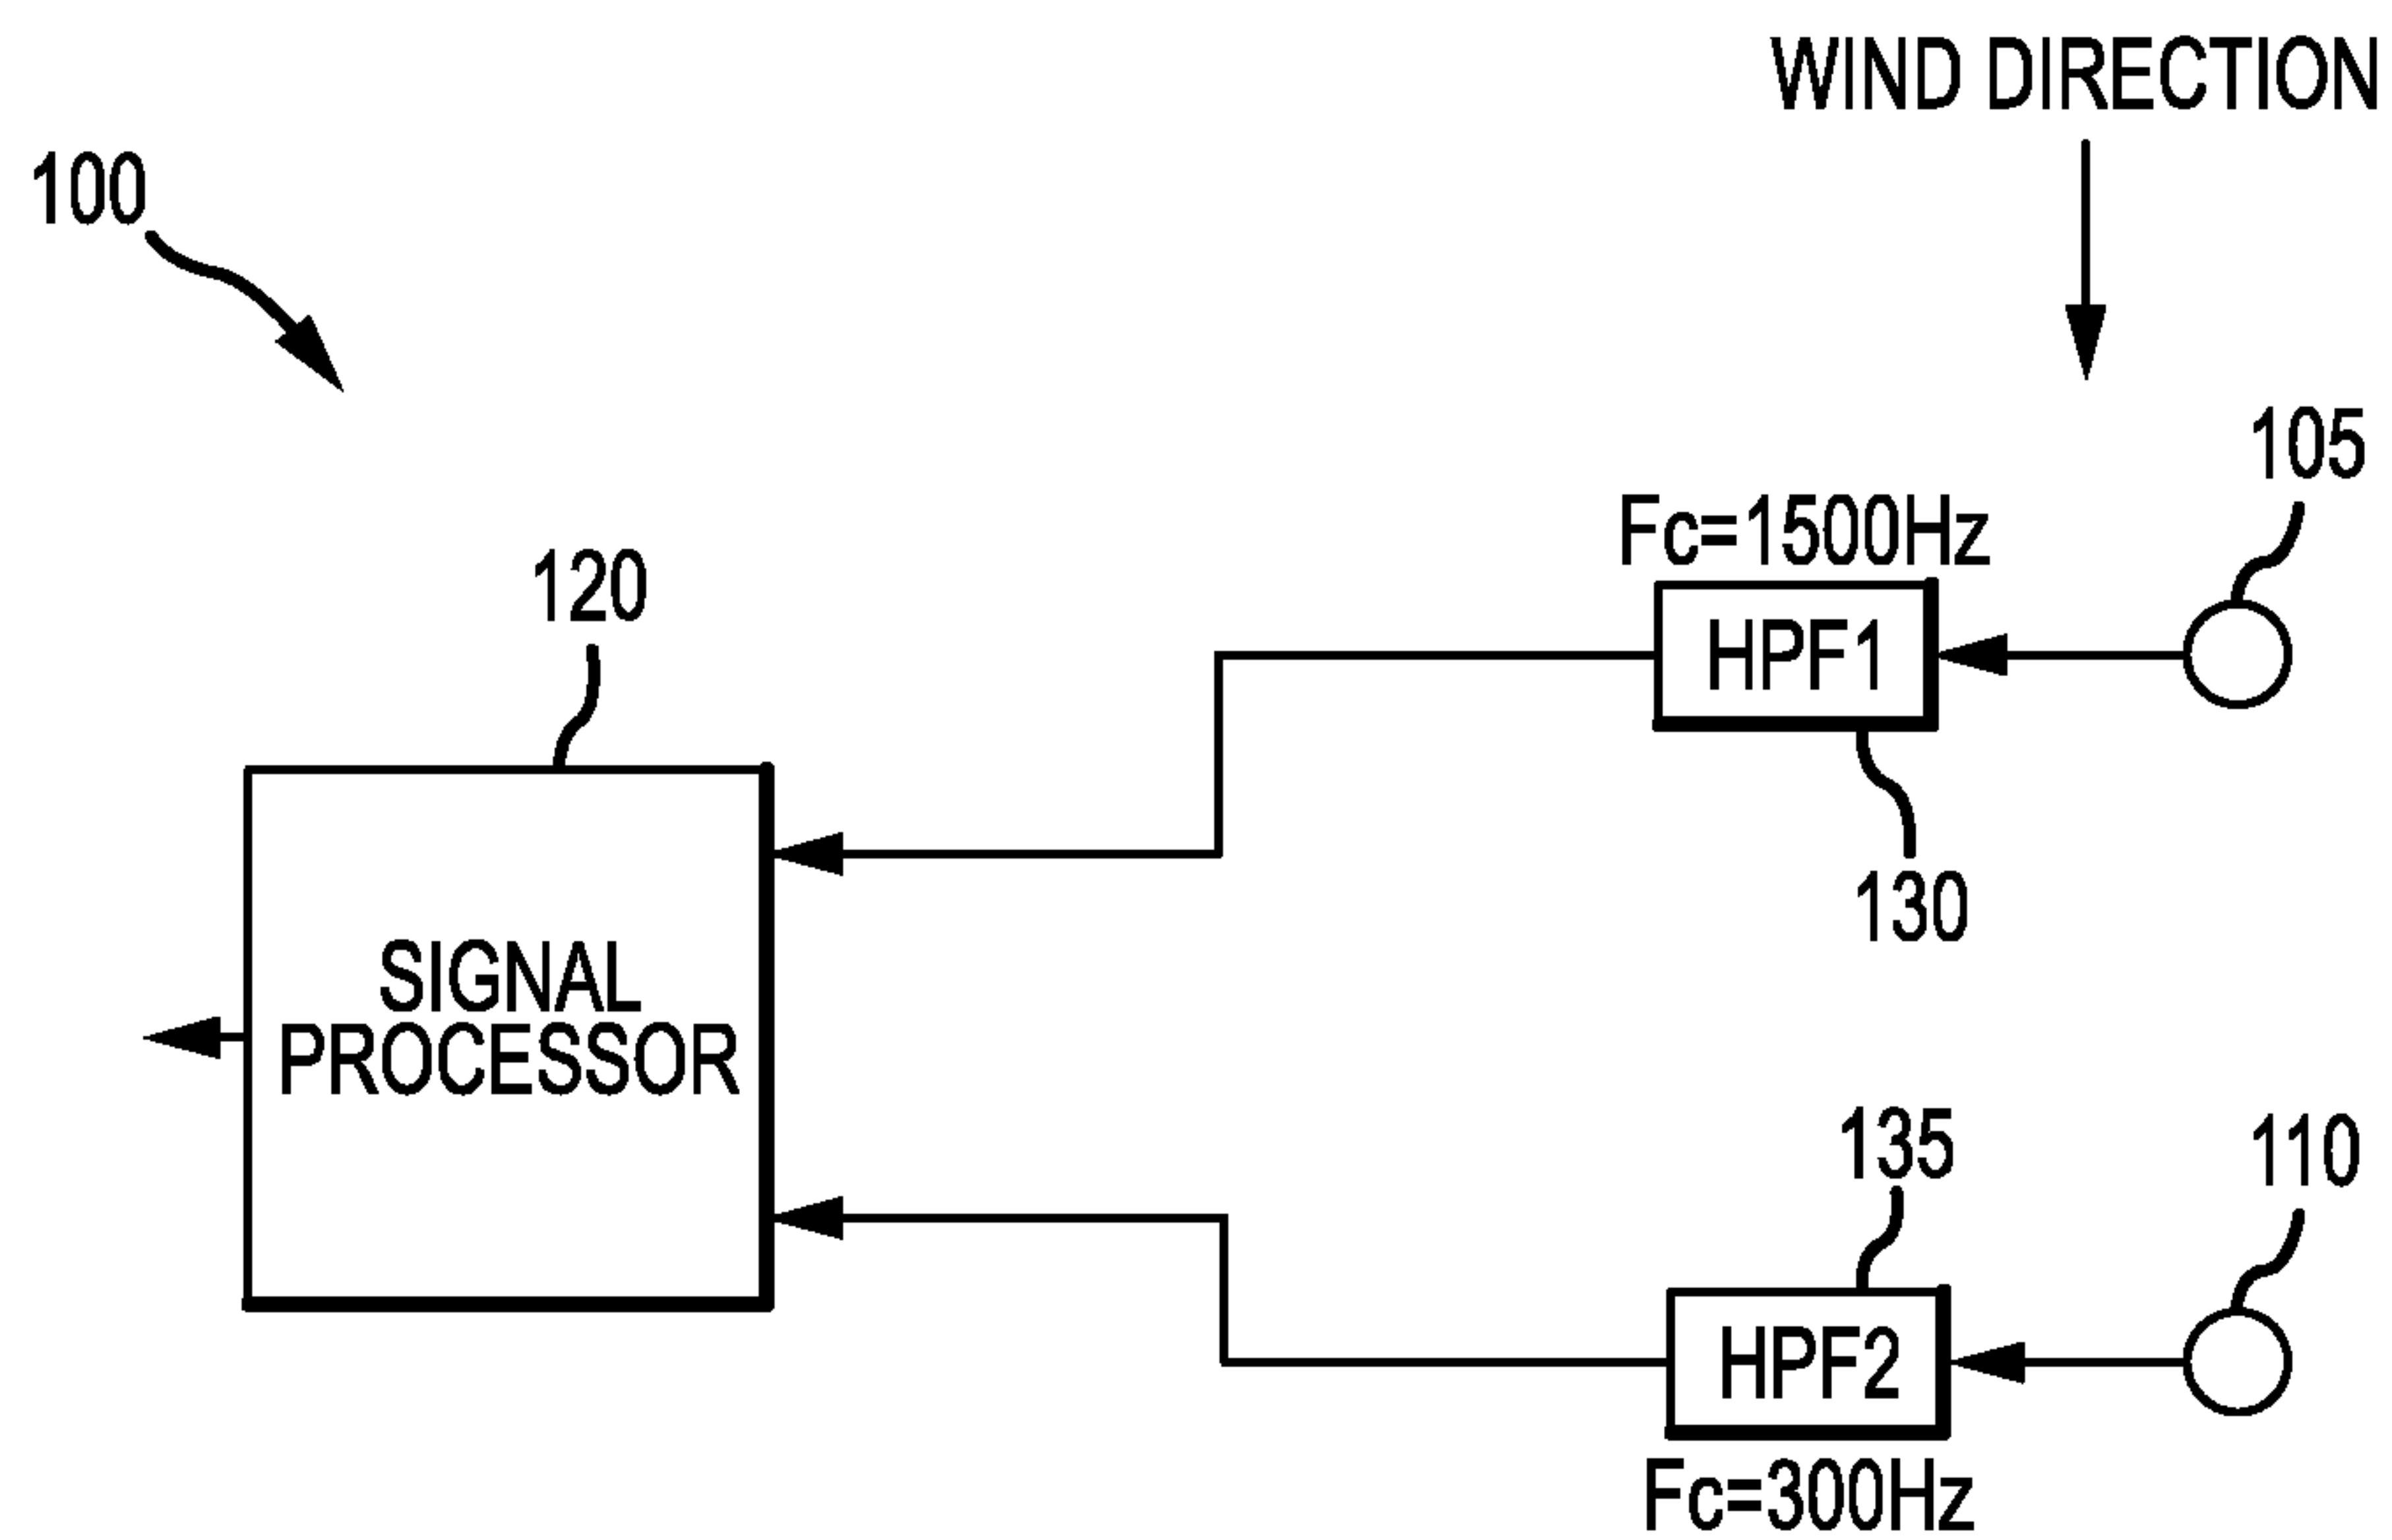 WIND DIRECTION
100
105
Fc=1500Hz
120
HPF1
130
SIGNAL
PROCESSOR
135
110
HPF2
Fc=300Hz